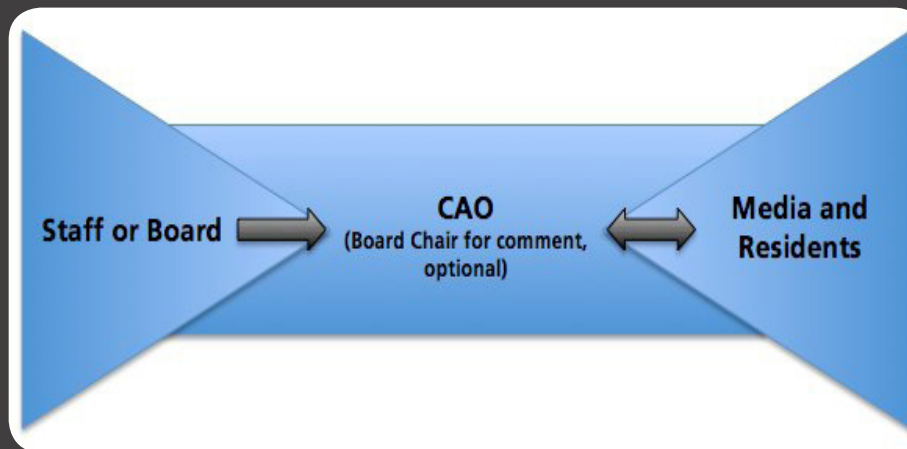 Staff or Board
CAO
(Board Chair for comment,
optional)
Media and
Residents